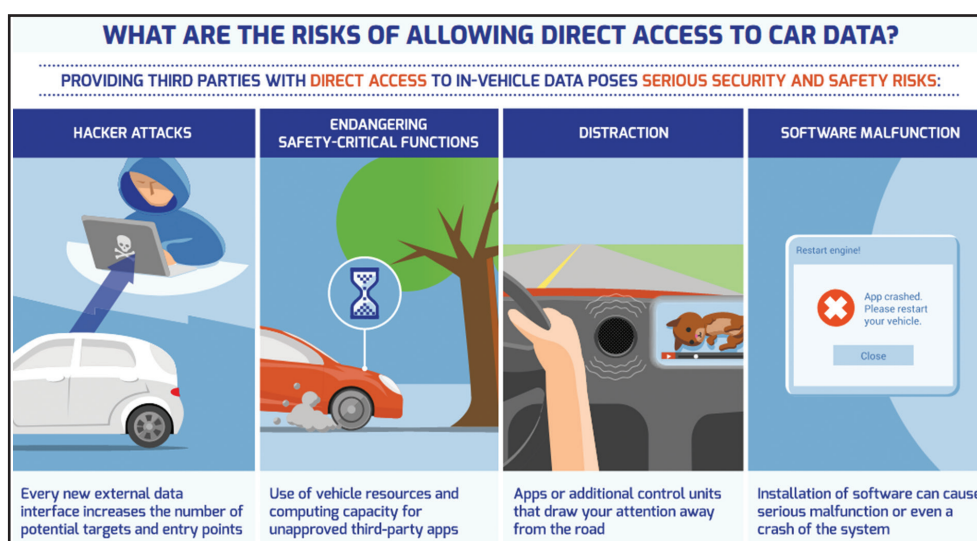 WHAT ARE THE RISKS OF ALLOWING DIRECT ACCESS TO CAR DATA?
PROVIDING THIRD PARTIES WITH DIRECT ACCESS TO IN-VEHICLE DATA POSES SERIOUS SECURITY AND SAFETY RISKS:
HACKER ATTACKS
Every new external data
interface increases the number of
potential targets and entry points
ENDANGERING
SAFETY-CRITICAL FUNCTIONS
Use of vehicle resources and
computing capacity for
unapproved third-party apps
DISTRACTION
Apps or additional control units
that draw your attention away
from the road
SOFTWARE MALFUNCTION
Restart engine!
App crashed.
Please restart
your vehicle.
Close
Installation of software can cause
serious malfunction or even a
crash of the system